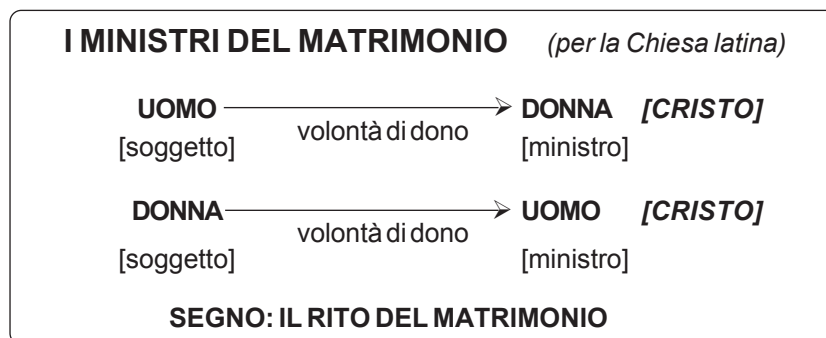 I MINISTRI DEL MATRIMONIO (per la Chiesa latina)
UOMO DONNA [CRISTO]
volontà di dono
[soggetto] [ministro]
DONNA UOMO [CRISTO]
volontà di dono
[soggetto] [ministro]
SEGNO: IL RITO DEL MATRIMONIO